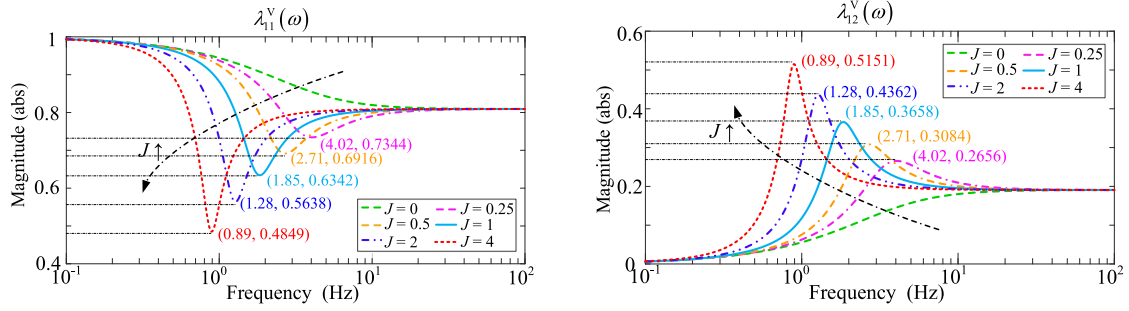 λ₁₁ⱽ(ω)
Magnitude (abs)
1
0.8
0.6
0.4
J↑
(4.02, 0.7344)
(2.71, 0.6916)
(1.85, 0.6342)
(1.28, 0.5638)
(0.89, 0.4849)
J = 0
J = 0.25
J = 0.5
J = 1
J = 2
J = 4
10⁻¹
10⁰
10¹
10²
Frequency (Hz)
λ₁₂ⱽ(ω)
Magnitude (abs)
0.6
0.4
0.2
0
J = 0
J = 0.25
J = 0.5
J = 1
J = 2
J = 4
(0.89, 0.5151)
(1.28, 0.4362)
(1.85, 0.3658)
J↑
(2.71, 0.3084)
(4.02, 0.2656)
10⁻¹
10⁰
10¹
10²
Frequency (Hz)